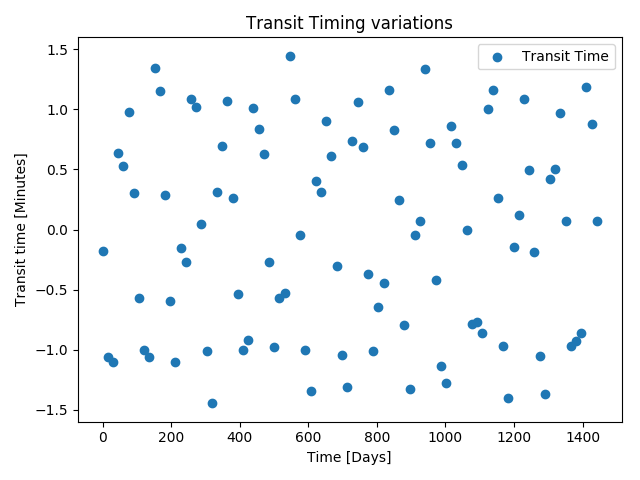 Transit Timing variations
Transit Time
1.5
1.0
0.5
0.0
−0.5
−1.0
−1.5
Transit time [Minutes]
0 200 400 600 800 1000 1200 1400
Time [Days]